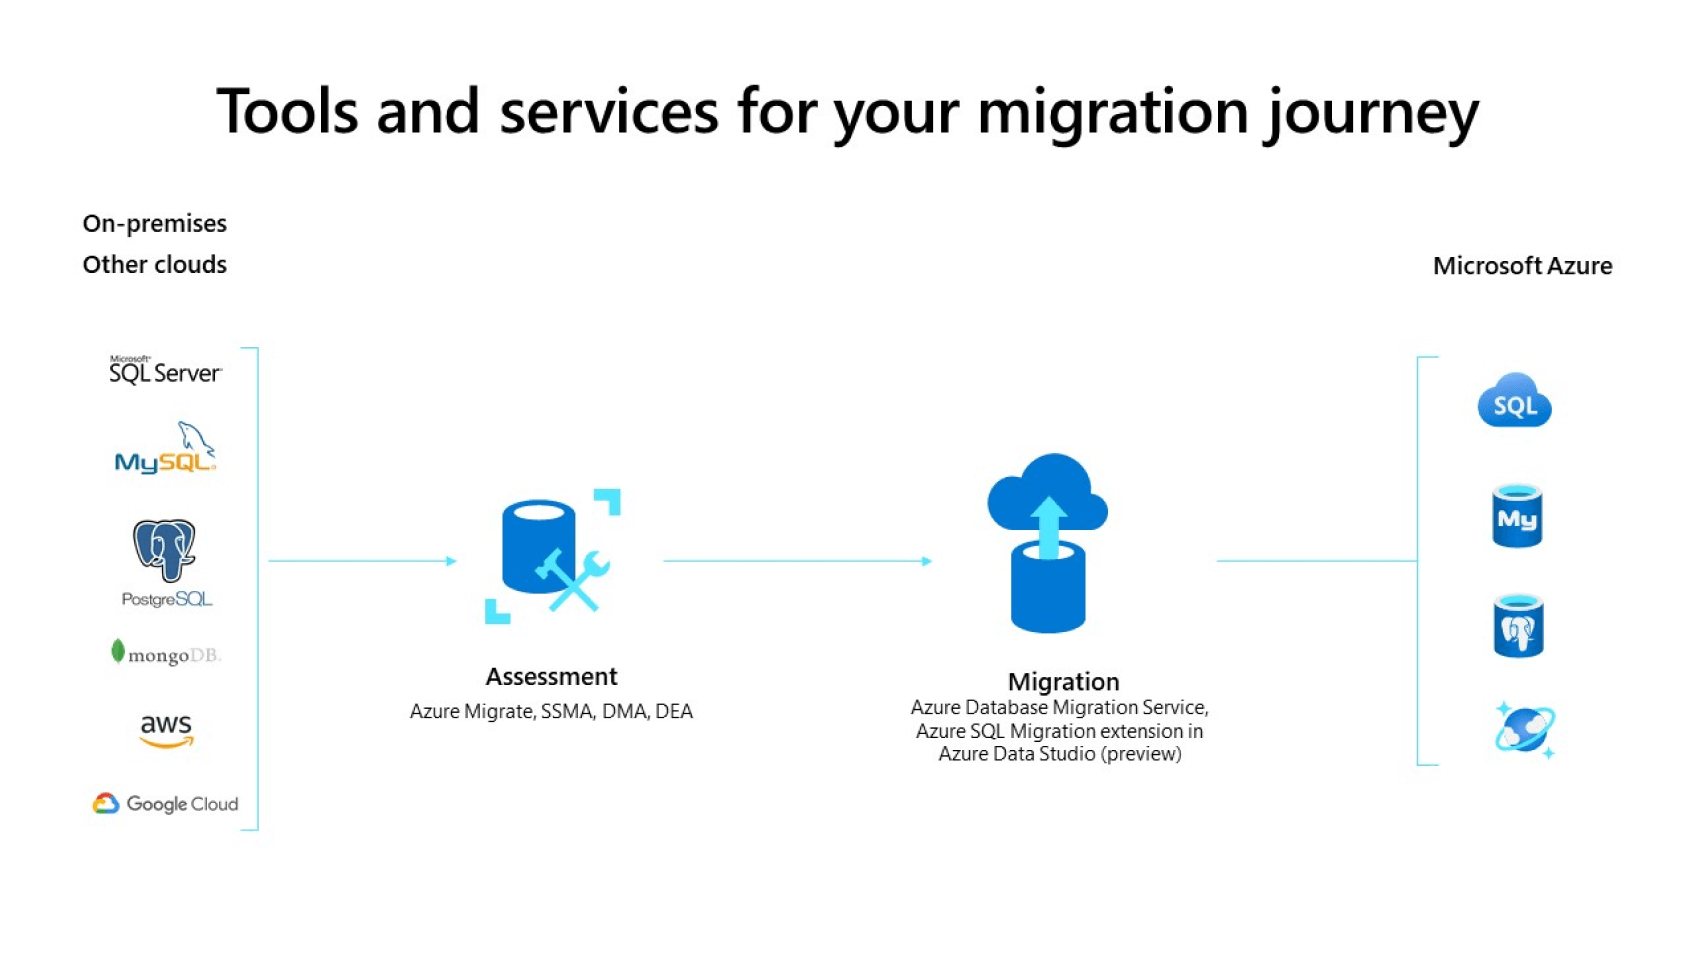 Tools and services for your migration journey
On-premises
Other clouds
Microsoft Azure
Microsoft
SQL Server
MySQL
PostgreSQL
mongoDB.
aws
Google Cloud
Assessment
Azure Migrate, SSMA, DMA, DEA
Migration
Azure Database Migration Service,
Azure SQL Migration extension in
Azure Data Studio (preview)
SQL
My